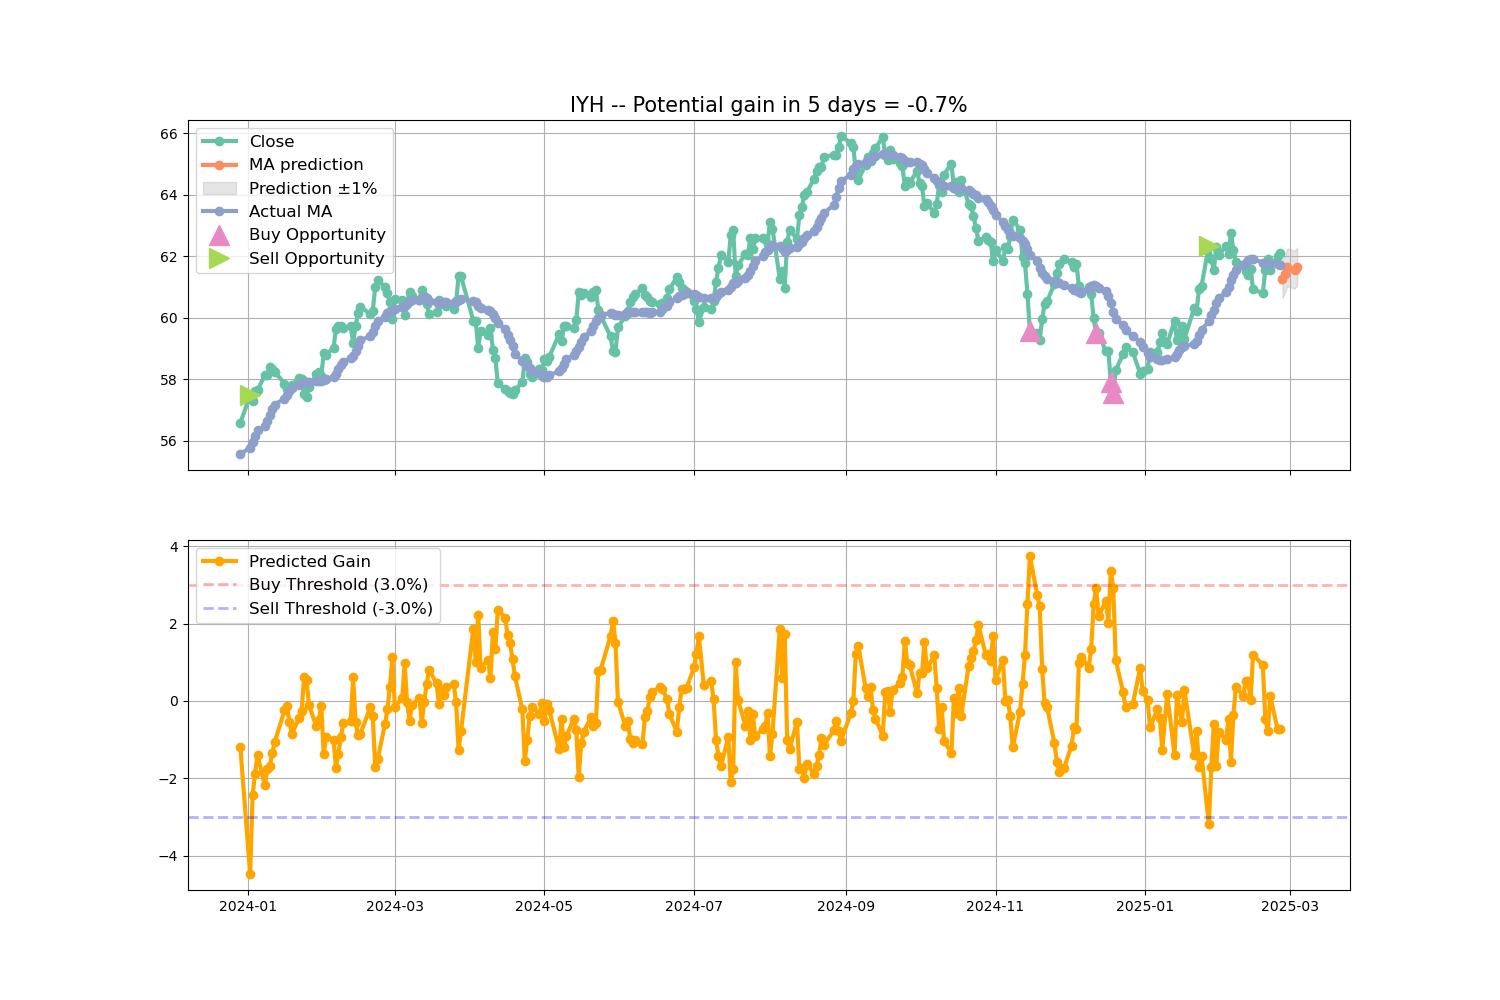 IYH -- Potential gain in 5 days = -0.7%
66
64
62
60
58
56
Close
MA prediction
Prediction ±1%
Actual MA
Buy Opportunity
Sell Opportunity
4
2
0
−2
−4
Predicted Gain
Buy Threshold (3.0%)
Sell Threshold (-3.0%)
2024-01
2024-03
2024-05
2024-07
2024-09
2024-11
2025-01
2025-03